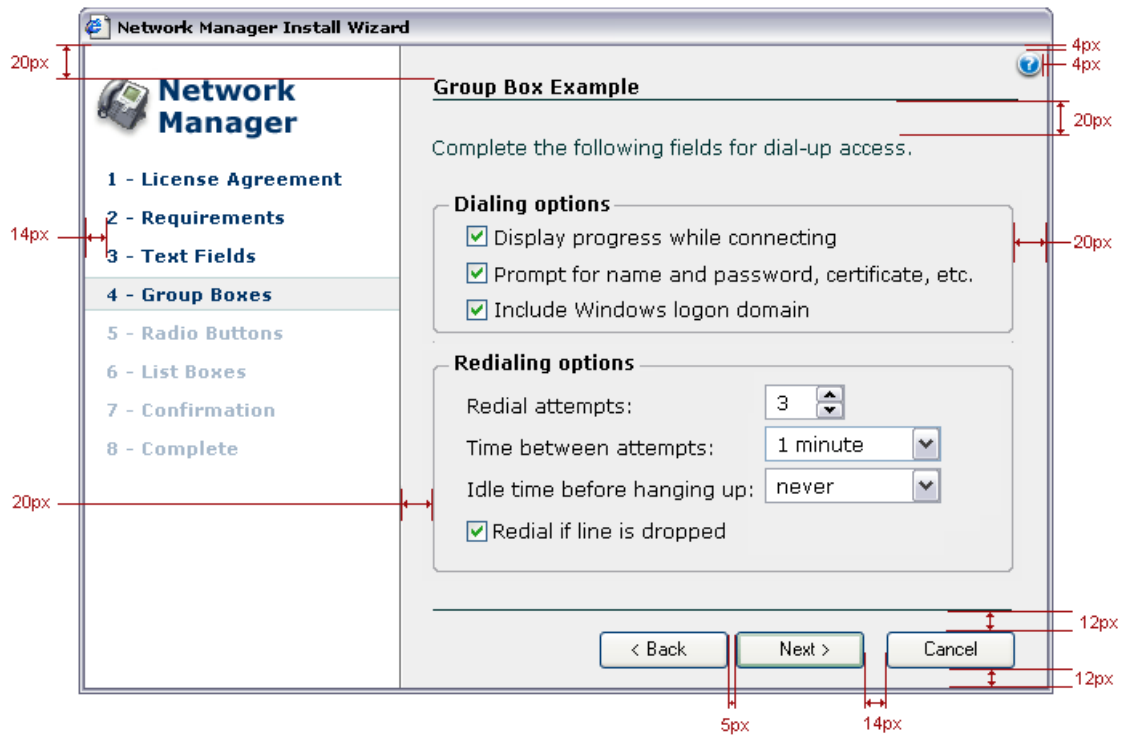 Network Manager Install Wizard
20px
4px
4px
Network
Manager
Group Box Example
20px
Complete the following fields for dial-up access.
1 - License Agreement
2 - Requirements
3 - Text Fields
4 - Group Boxes
5 - Radio Buttons
6 - List Boxes
7 - Confirmation
8 - Complete
14px
Dialing options
Display progress while connecting
Prompt for name and password, certificate, etc.
Include Windows logon domain
20px
Redialing options
Redial attempts: 3
Time between attempts: 1 minute
Idle time before hanging up: never
Redial if line is dropped
20px
12px
< Back
Next >
Cancel
12px
5px
14px